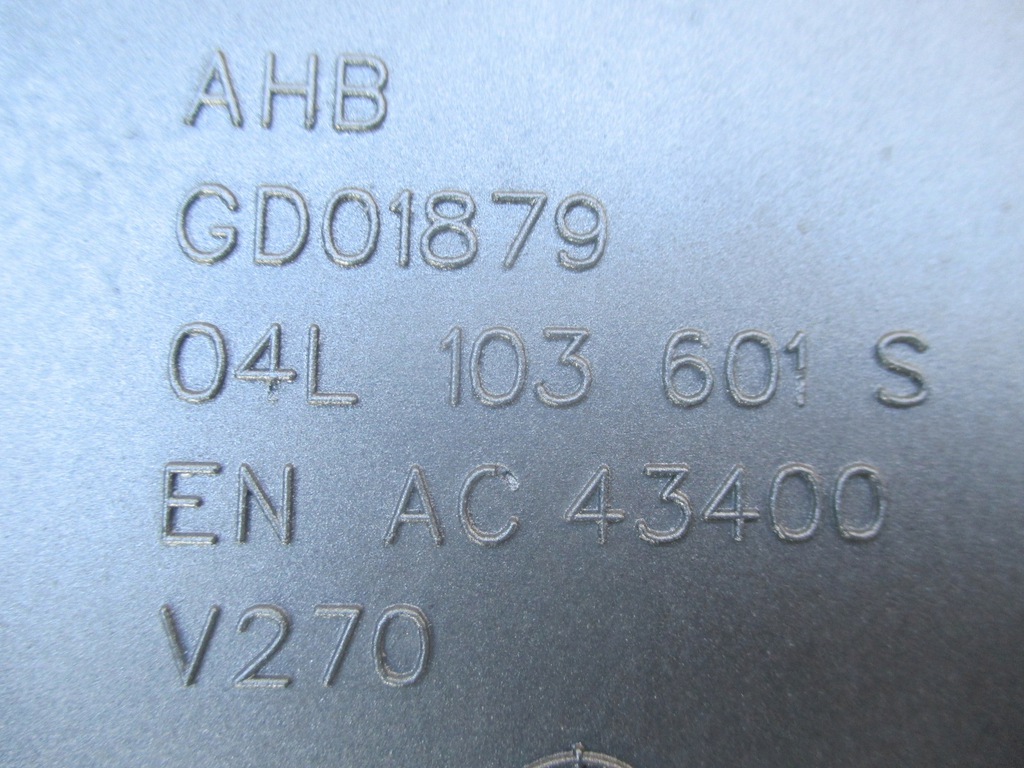 AHB
GD01879
04L 103 601 S
EN AC 43400
V270